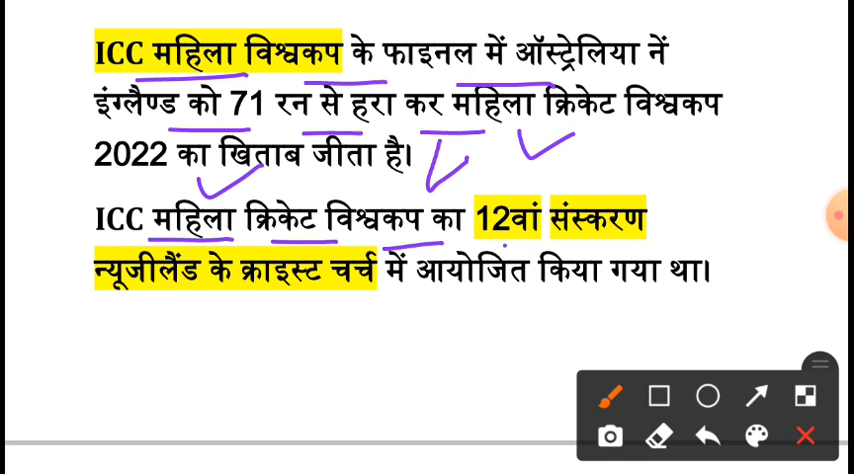 ICC महिला विश्वकप के फाइनल में ऑस्ट्रेलिया नें
इंग्लैण्ड को 71 रन से हरा कर महिला क्रिकेट विश्वकप
2022 का खिताब जीता है।
ICC महिला क्रिकेट विश्वकप का 12वां संस्करण
न्यूजीलैंड के क्राइस्ट चर्च में आयोजित किया गया था।